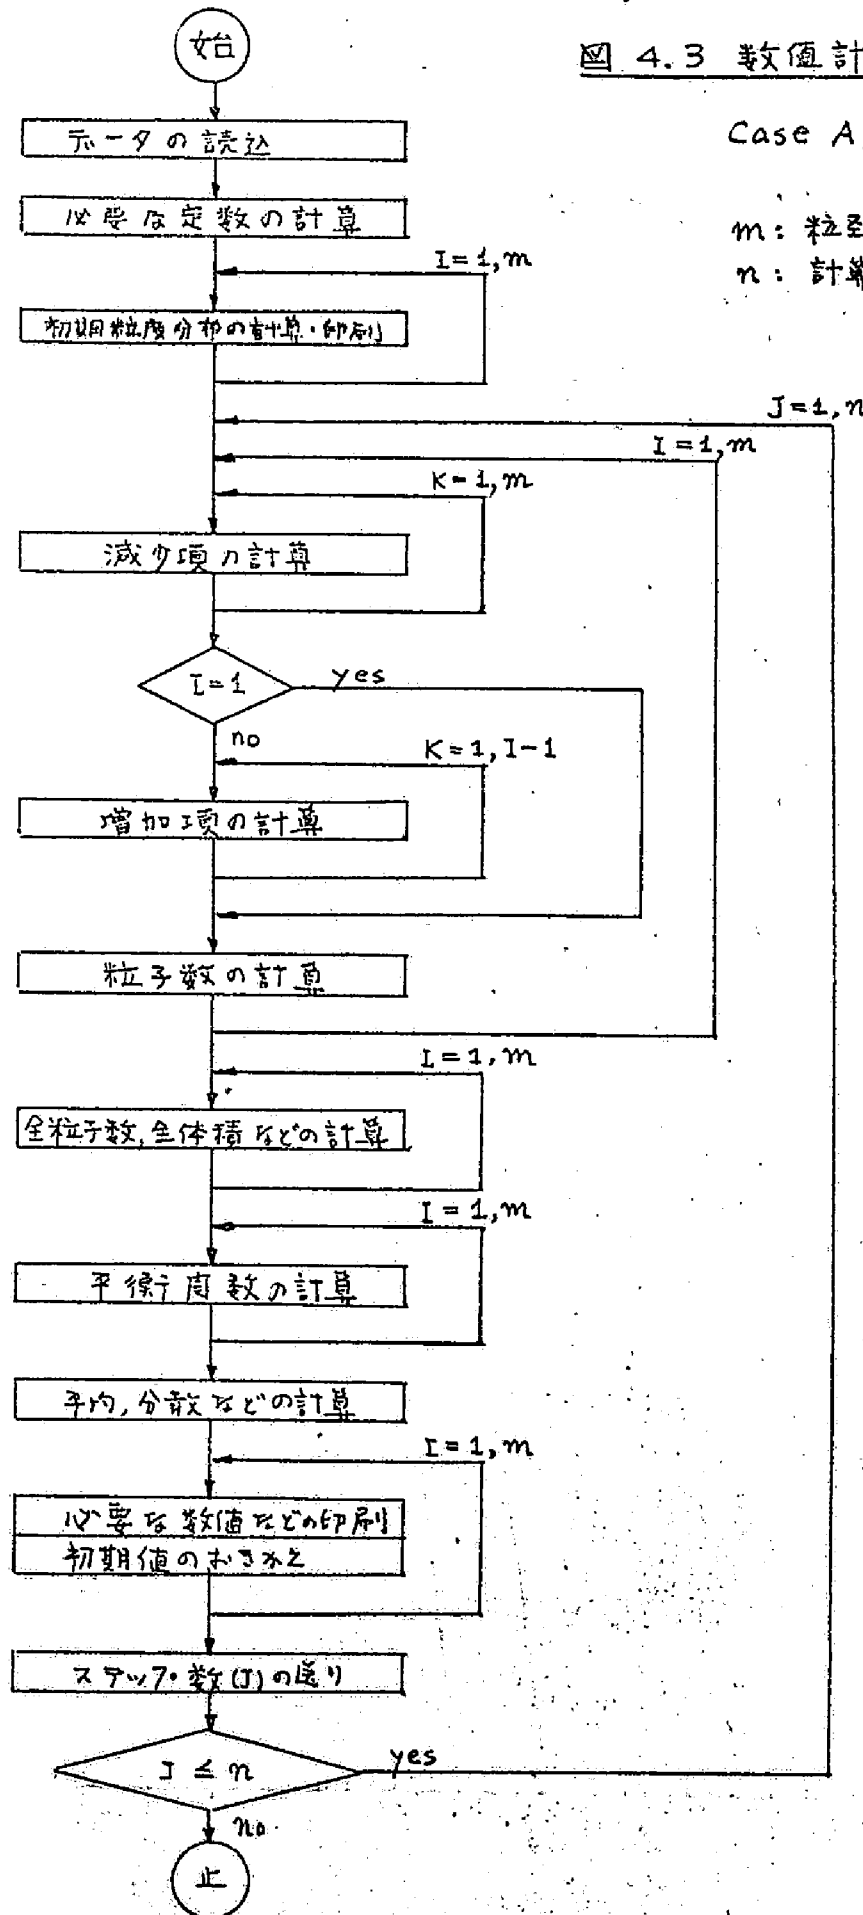 始
図 4.3 数値計
データの読込
Case A
必要な定数の計算
m: 粒径
n: 計算
I=1,m
初期粒度分布の計算・印刷
J=1,n
I=1,m
K=1,m
減少項の計算
I=1
yes
no
K=1, I-1
増加項の計算
粒子数の計算
I=1,m
全粒子数,全体積などの計算
I=1,m
平衡関数の計算
平均,分散などの計算
I=1,m
必要な数値などの印刷
初期値のおきかえ
ステップ数(J)の送り
J≤n
yes
no
止